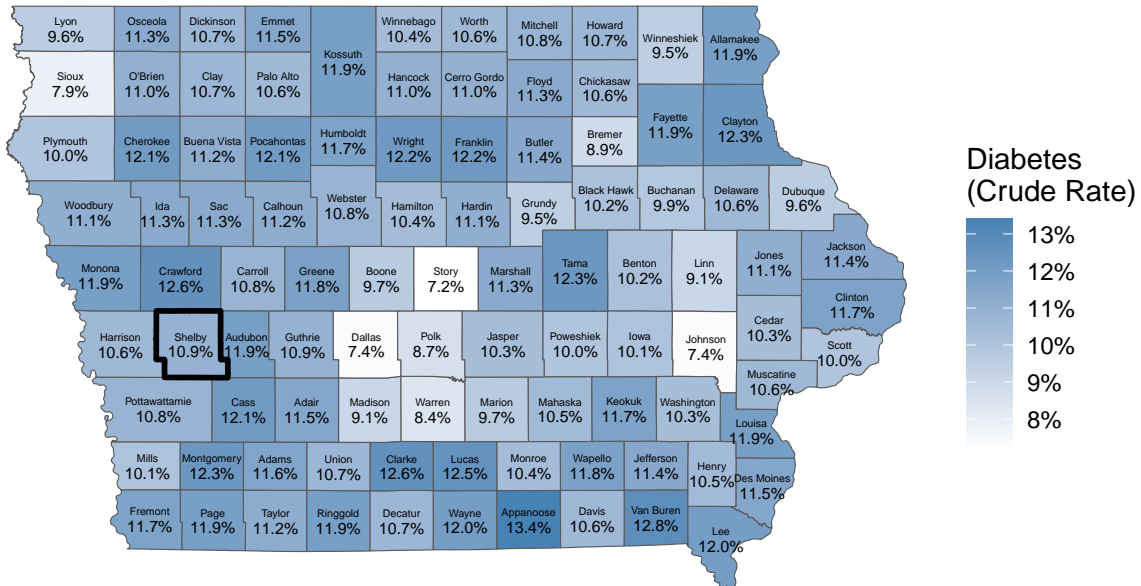 Lyon
9.6%
Osceola
11.3%
Dickinson
10.7%
Emmet
11.5%
Kossuth
11.9%
Winnebago
10.4%
Worth
10.6%
Mitchell
10.8%
Howard
10.7%
Winneshiek
9.5%
Allamakee
11.9%
Sioux
7.9%
O'Brien
11.0%
Clay
10.7%
Palo Alto
10.6%
Hancock
11.0%
Cerro Gordo
11.0%
Floyd
11.3%
Chickasaw
10.6%
Fayette
11.9%
Clayton
12.3%
Plymouth
10.0%
Cherokee
12.1%
Buena Vista
11.2%
Pocahontas
12.1%
Humboldt
11.7%
Wright
12.2%
Franklin
12.2%
Butler
11.4%
Bremer
8.9%
Woodbury
11.1%
Ida
11.3%
Sac
11.3%
Calhoun
11.2%
Webster
10.8%
Hamilton
10.4%
Hardin
11.1%
Grundy
9.5%
Black Hawk
10.2%
Buchanan
9.9%
Delaware
10.6%
Dubuque
9.6%
Monona
11.9%
Crawford
12.6%
Carroll
10.8%
Greene
11.8%
Boone
9.7%
Story
7.2%
Marshall
11.3%
Tama
12.3%
Benton
10.2%
Linn
9.1%
Jones
11.1%
Jackson
11.4%
Clinton
11.7%
Harrison
10.6%
Shelby
10.9%
Audubon
11.9%
Guthrie
10.9%
Dallas
7.4%
Polk
8.7%
Jasper
10.3%
Poweshiek
10.0%
Iowa
10.1%
Johnson
7.4%
Cedar
10.3%
Scott
10.0%
Muscatine
10.6%
Pottawattamie
10.8%
Cass
12.1%
Adair
11.5%
Madison
9.1%
Warren
8.4%
Marion
9.7%
Mahaska
10.5%
Keokuk
11.7%
Washington
10.3%
Louisa
11.9%
Mills
10.1%
Montgomery
12.3%
Adams
11.6%
Union
10.7%
Clarke
12.6%
Lucas
12.5%
Monroe
10.4%
Wapello
11.8%
Jefferson
11.4%
Henry
10.5%
Des Moines
11.5%
Fremont
11.7%
Page
11.9%
Taylor
11.2%
Ringgold
11.9%
Decatur
10.7%
Wayne
12.0%
Appanoose
13.4%
Davis
10.6%
Van Buren
12.8%
Lee
12.0%
Diabetes
(Crude Rate)
13%
12%
11%
10%
9%
8%